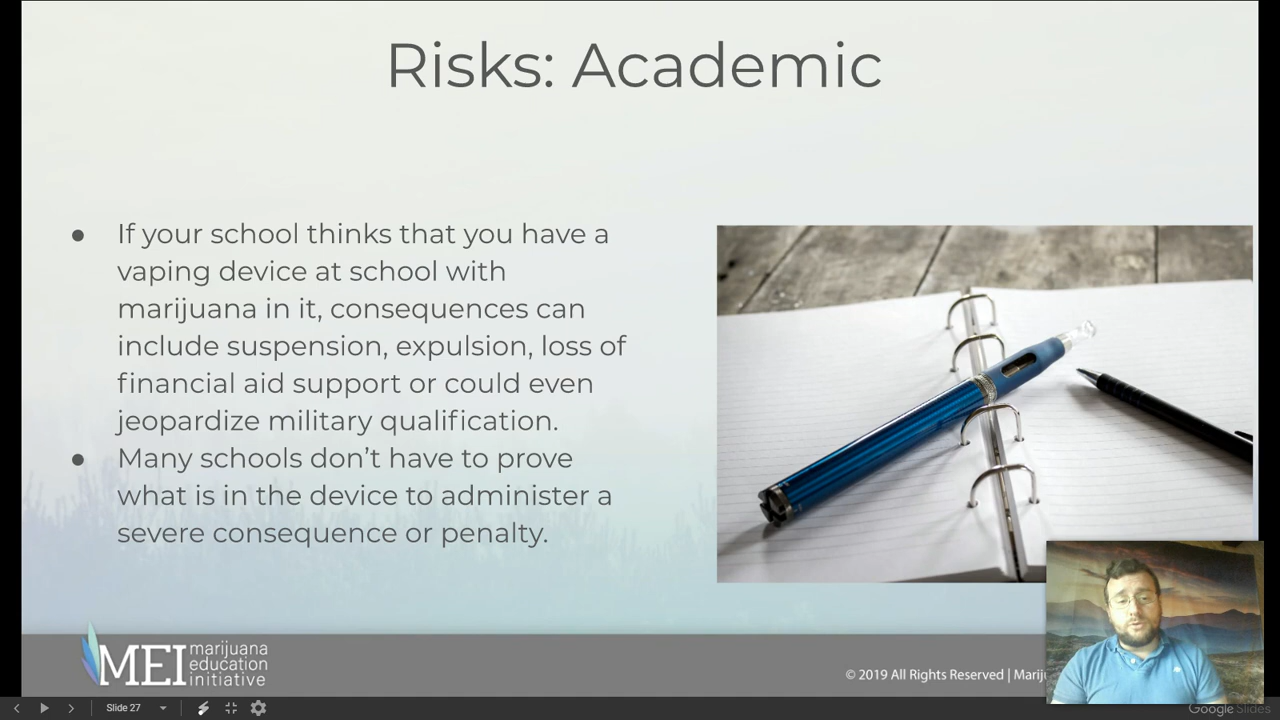 Risks: Academic
● If your school thinks that you have a
vaping device at school with
marijuana in it, consequences can
include suspension, expulsion, loss of
financial aid support or could even
jeopardize military qualification.
● Many schools don’t have to prove
what is in the device to administer a
severe consequence or penalty.
MEI marijuana
education
initiative
© 2019 All Rights Reserved |
Slide 27
Google Slides